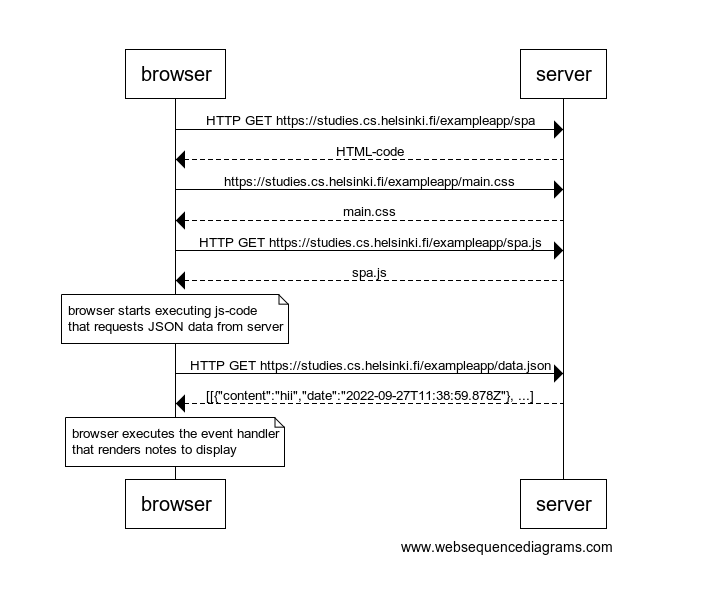 browser
server
HTTP GET https://studies.cs.helsinki.fi/exampleapp/spa
HTML-code
https://studies.cs.helsinki.fi/exampleapp/main.css
main.css
HTTP GET https://studies.cs.helsinki.fi/exampleapp/spa.js
spa.js
browser starts executing js-code
that requests JSON data from server
HTTP GET https://studies.cs.helsinki.fi/exampleapp/data.json
[[{"content":"hii","date":"2022-09-27T11:38:59.878Z"}, ...]
browser executes the event handler
that renders notes to display
browser
server
www.websequencediagrams.com